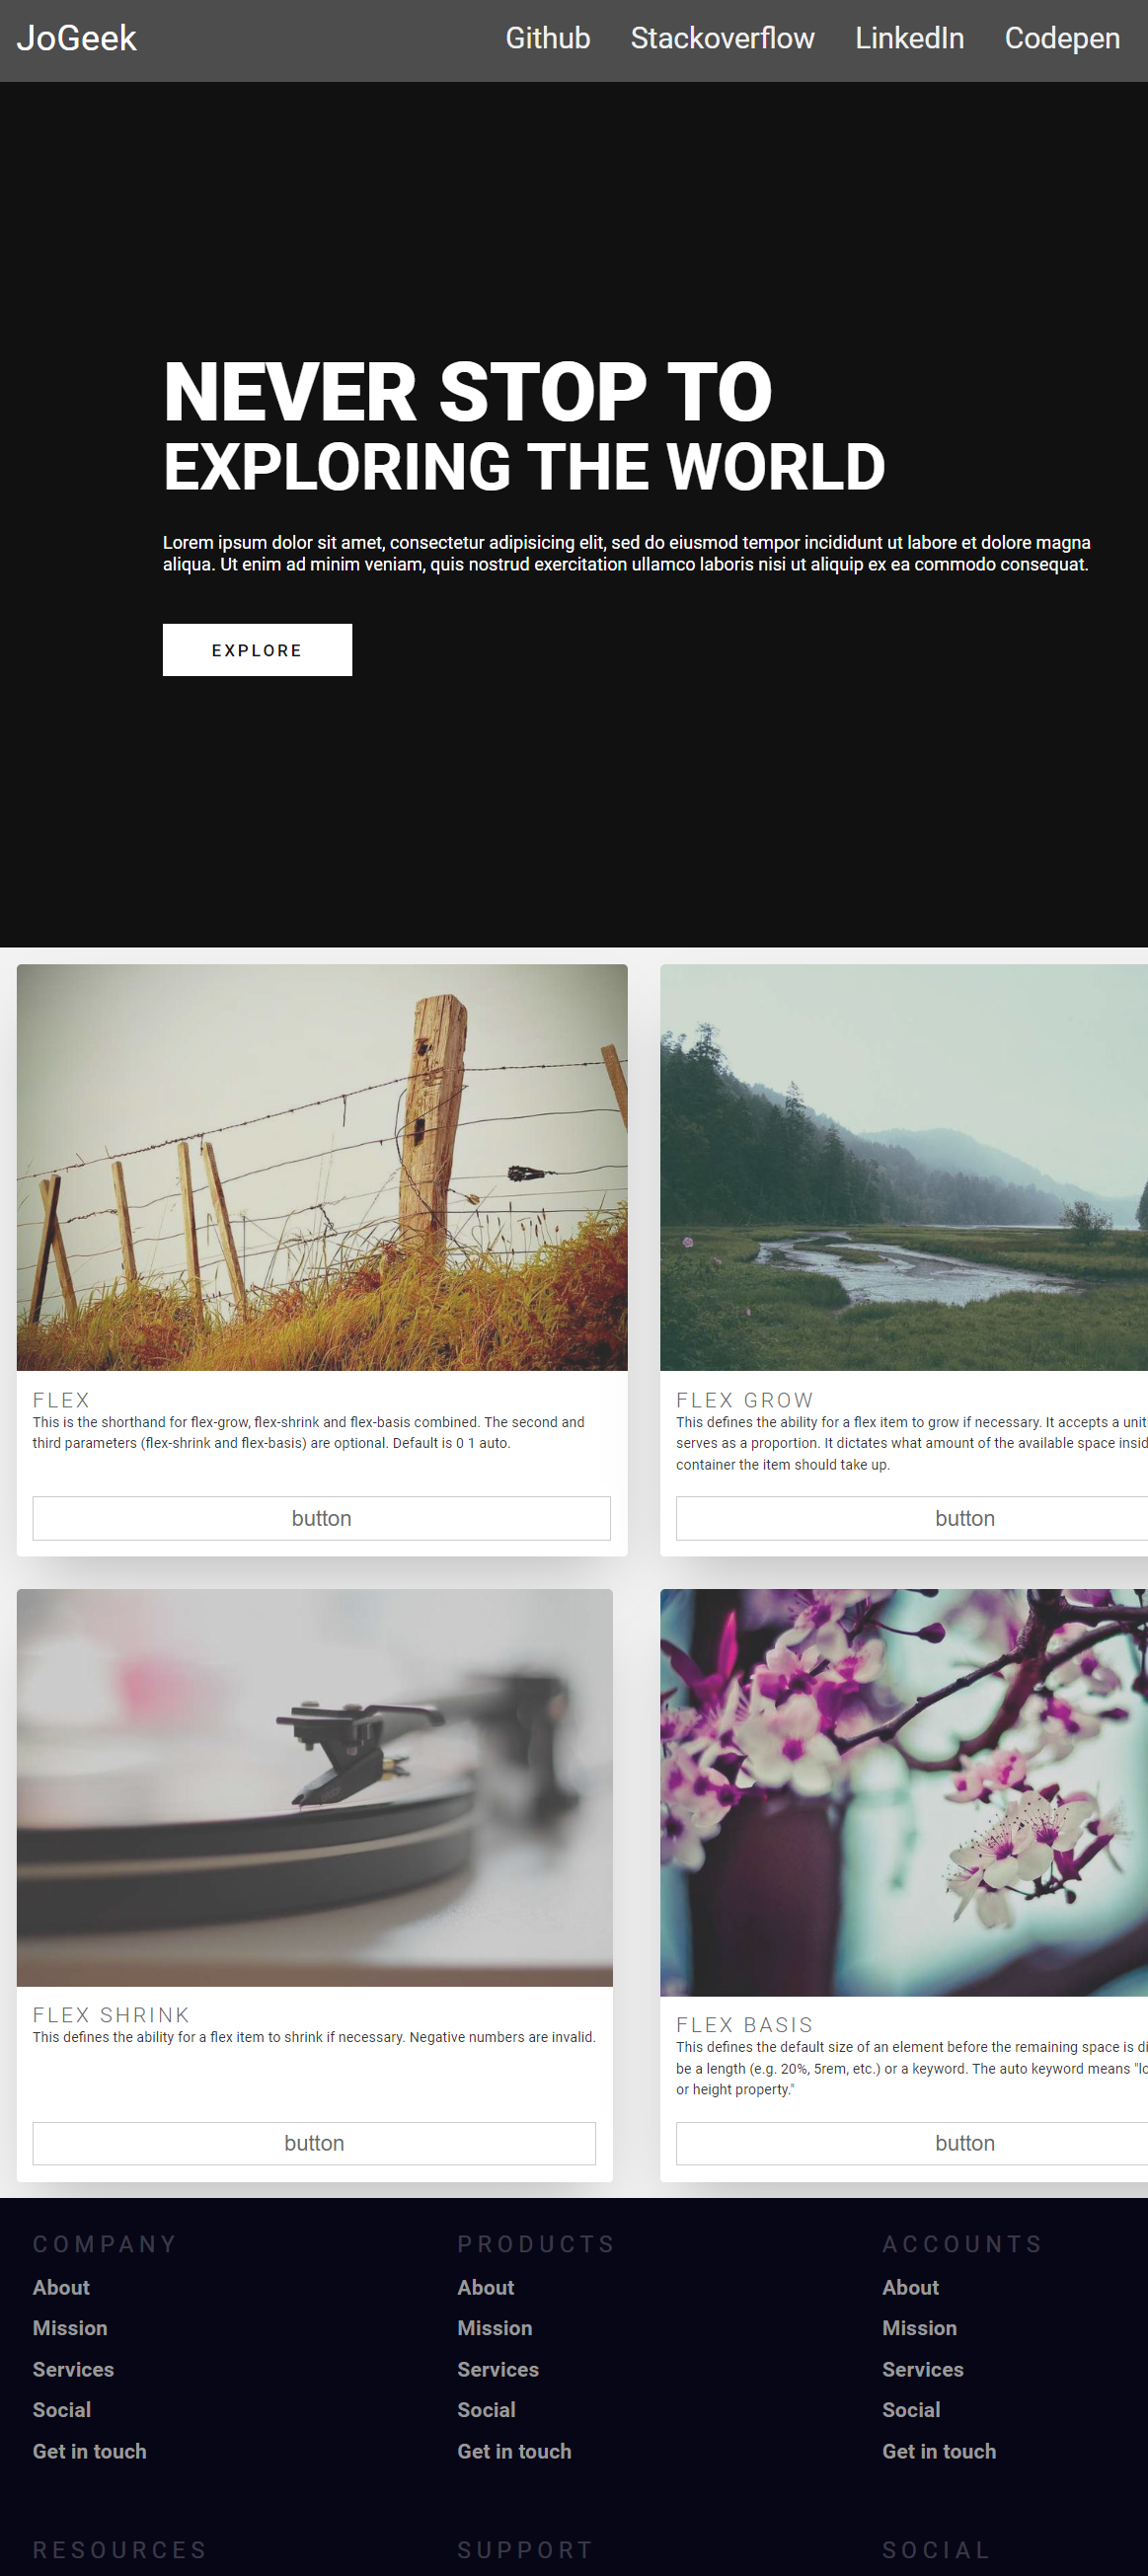 JoGeek
Github Stackoverflow LinkedIn Codepen
NEVER STOP TO
EXPLORING THE WORLD
Lorem ipsum dolor sit amet, consectetur adipisicing elit, sed do eiusmod tempor incididunt ut labore et dolore magna
aliqua. Ut enim ad minim veniam, quis nostrud exercitation ullamco laboris nisi ut aliquip ex ea commodo consequat.
EXPLORE
FLEX
This is the shorthand for flex-grow, flex-shrink and flex-basis combined. The second and
third parameters (flex-shrink and flex-basis) are optional. Default is 0 1 auto.
button
FLEX GROW
This defines the ability for a flex item to grow if necessary. It accepts a unit
serves as a proportion. It dictates what amount of the available space
container the item should take up.
button
FLEX SHRINK
This defines the ability for a flex item to shrink if necessary. Negative numbers are invalid.
button
FLEX BASIS
This defines the default size of an element before the remaining space is
be a length (e.g. 20%, 5rem, etc.) or a keyword. The auto keyword means
or height property."
button
COMPANY
About
Mission
Services
Social
Get in touch
PRODUCTS
About
Mission
Services
Social
Get in touch
ACCOUNTS
About
Mission
Services
Social
Get in touch
RESOURCES
SUPPORT
SOCIAL